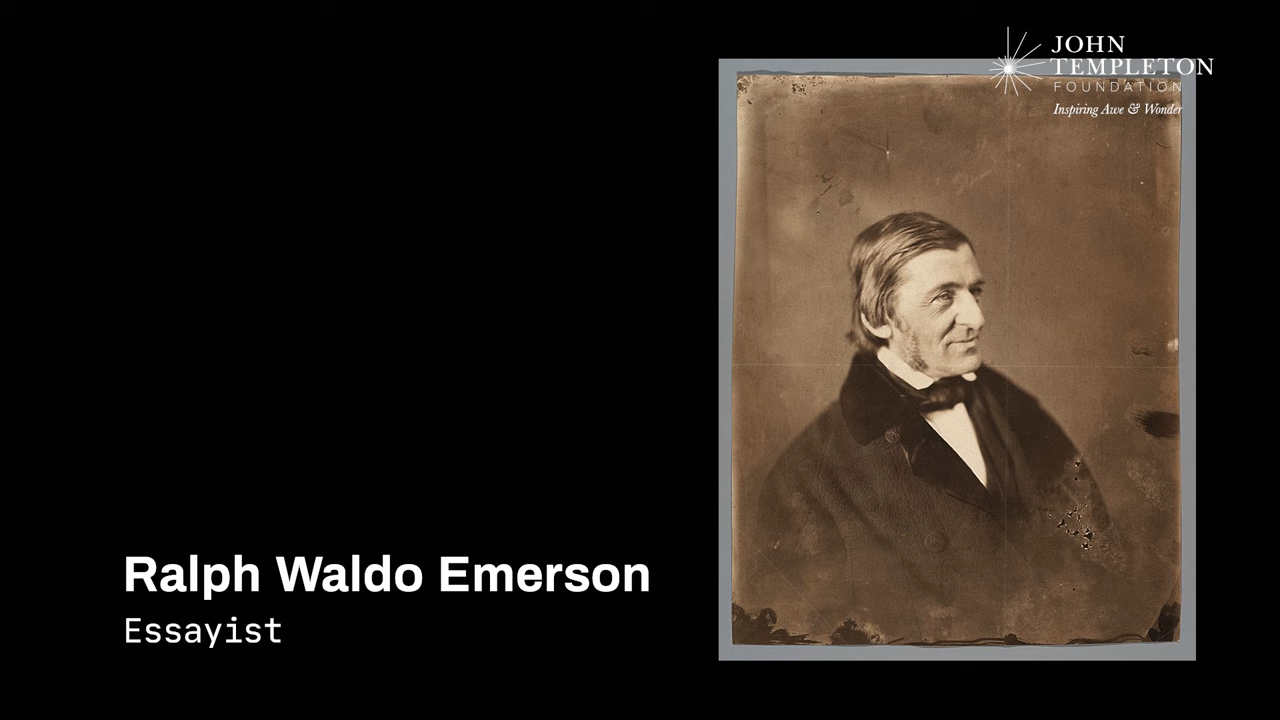 JOHN
TEMPLETON
FOUNDATION
Inspiring Awe & Wonder
Ralph Waldo Emerson
Essayist